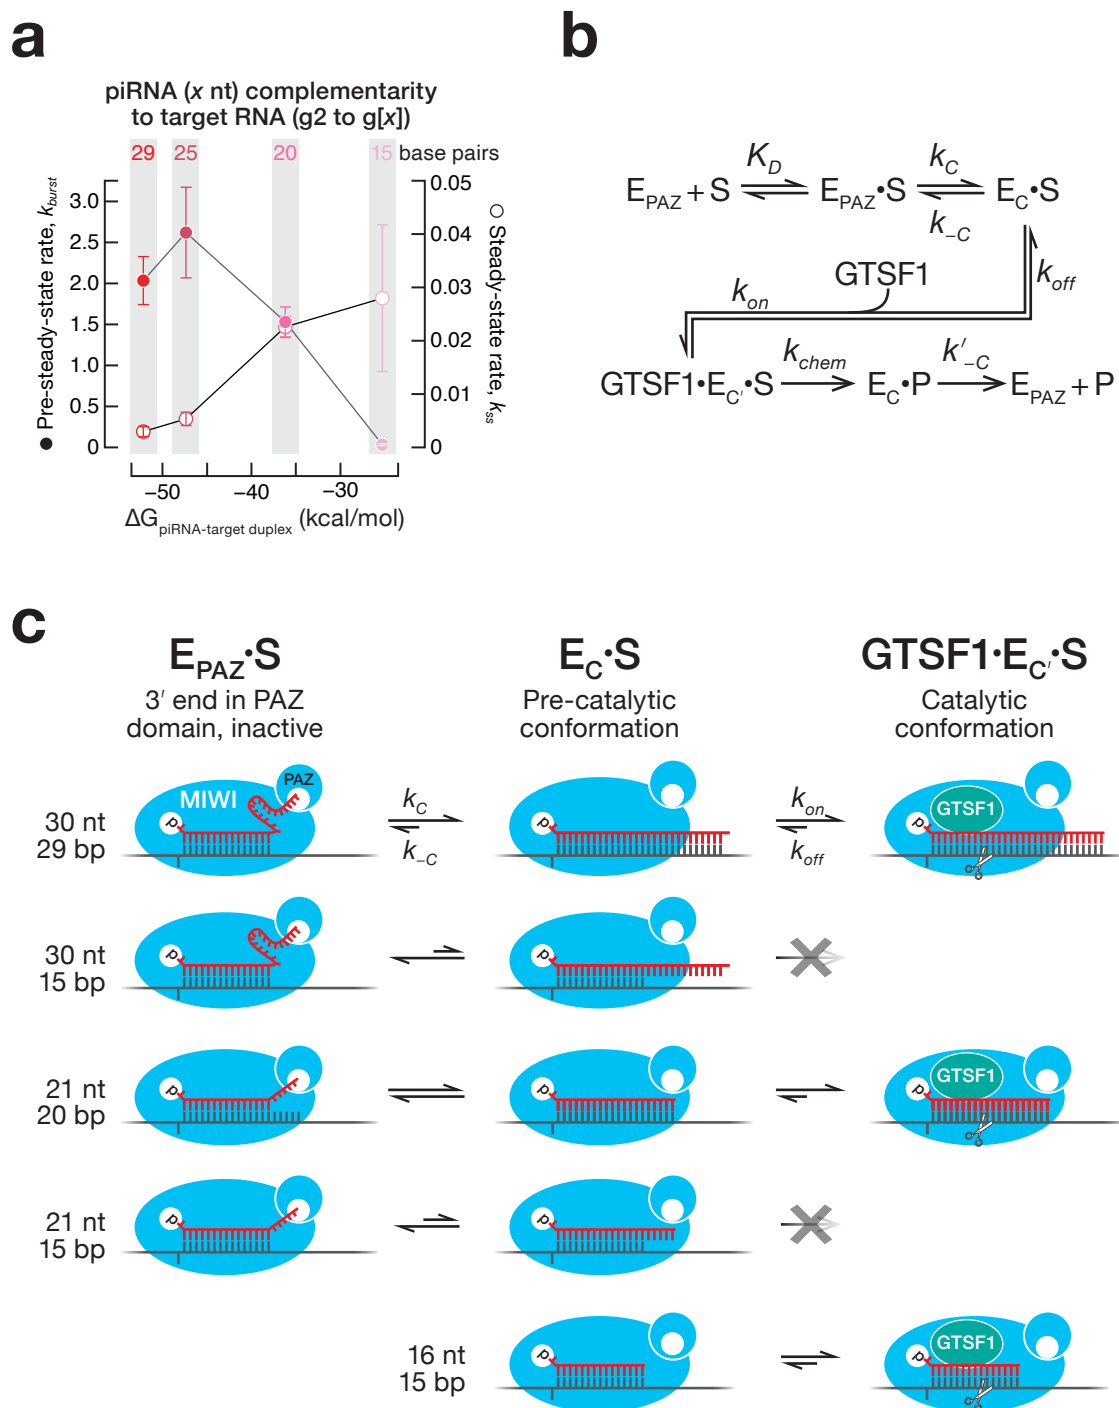 a
piRNA (x nt) complementarity
to target RNA (g2 to g[x])
29 25 20 15 base pairs
● Pre-steady-state rate, kburst
3.0
2.5
2.0
1.5
1.0
0.5
0
0.05
0.04
0.03
0.02
0.01
0
○ Steady-state rate, kss
−50 −40 −30
ΔGpiRNA-target duplex (kcal/mol)
b
EPAZ + S KD EPAZ•S kC k−C EC•S
GTSF1
kon koff
GTSF1•EC′•S kchem EC•P k′−C EPAZ + P
c
EPAZ•S
3′ end in PAZ
domain, inactive
EC•S
Pre-catalytic
conformation
GTSF1•EC′•S
Catalytic
conformation
30 nt
29 bp
MIWI PAZ
p
kC
k−C
p
kon
koff
GTSF1
p
30 nt
15 bp
p
p
21 nt
20 bp
p
p
GTSF1
p
21 nt
15 bp
p
p
16 nt
15 bp
p
GTSF1
p